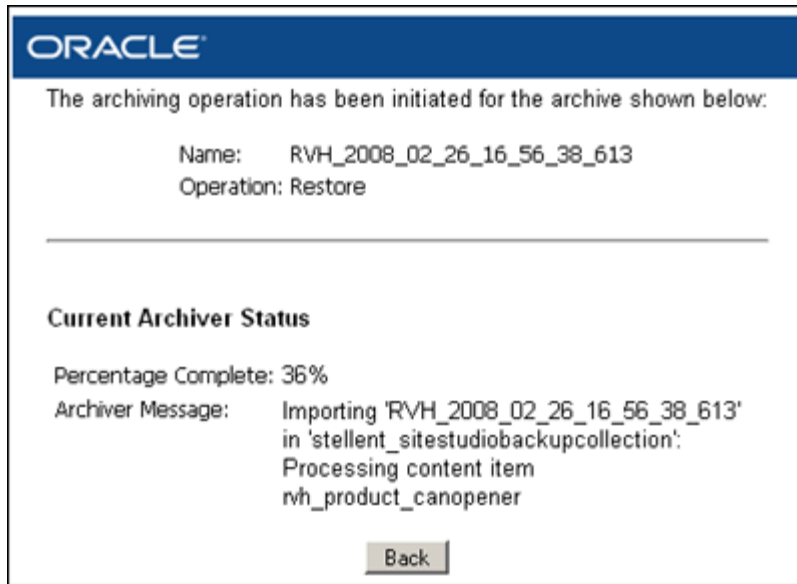 ORACLE
The archiving operation has been initiated for the archive shown below:
Name: RVH_2008_02_26_16_56_38_613
Operation: Restore
Current Archiver Status
Percentage Complete: 36%
Archiver Message: Importing 'RVH_2008_02_26_16_56_38_613'
in 'stellent_sitestudiobackupcollection':
Processing content item
rvh_product_canopener
Back